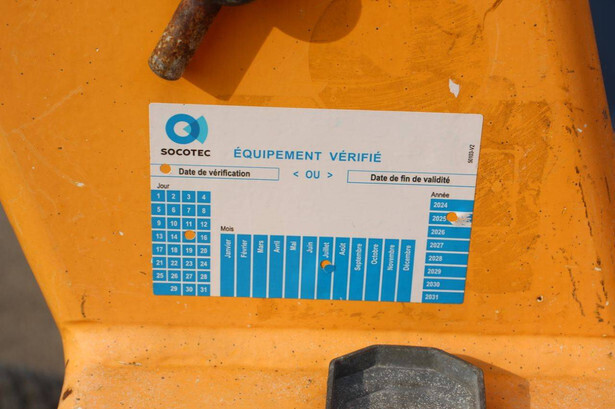 SOCOTEC
ÉQUIPEMENT VÉRIFIÉ
50103-V2
Date de vérification
< OU >
Date de fin de validité
Jour
1 2 3 4
5 6 7 8
9 10 11 12
13 14 16
17 18 19 20
21 22 23 24
25 26 27 28
29 30 31
Mois
Janvier
Février
Mars
Avril
Mai
Juin
Juillet
Août
Septembre
Octobre
Novembre
Décembre
Année
2024
2025
2026
2027
2028
2029
2030
2031